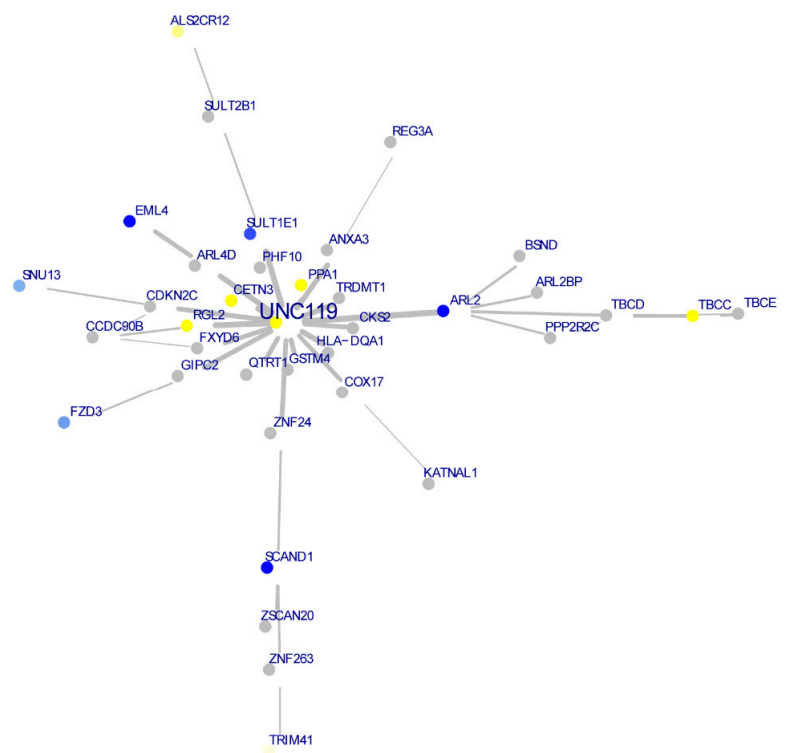 ALS2CR12
SULT2B1
REG3A
EML4
SULT1E1
ANXA3
BSND
ARL4D
PHF10
SNU13
PPA1
ARL2BP
CETN3
TRDMT1
CDKN2C
ARL2
TBCD
TBCC
TBCE
RGL2
UNC119
CKS2
CCDC90B
PPP2R2C
FXYD6
HLA-DQA1
GIPC2
QTRT1
GSTM4
COX17
FZD3
ZNF24
KATNAL1
SCAND1
ZSCAN20
ZNF263
TRIM41